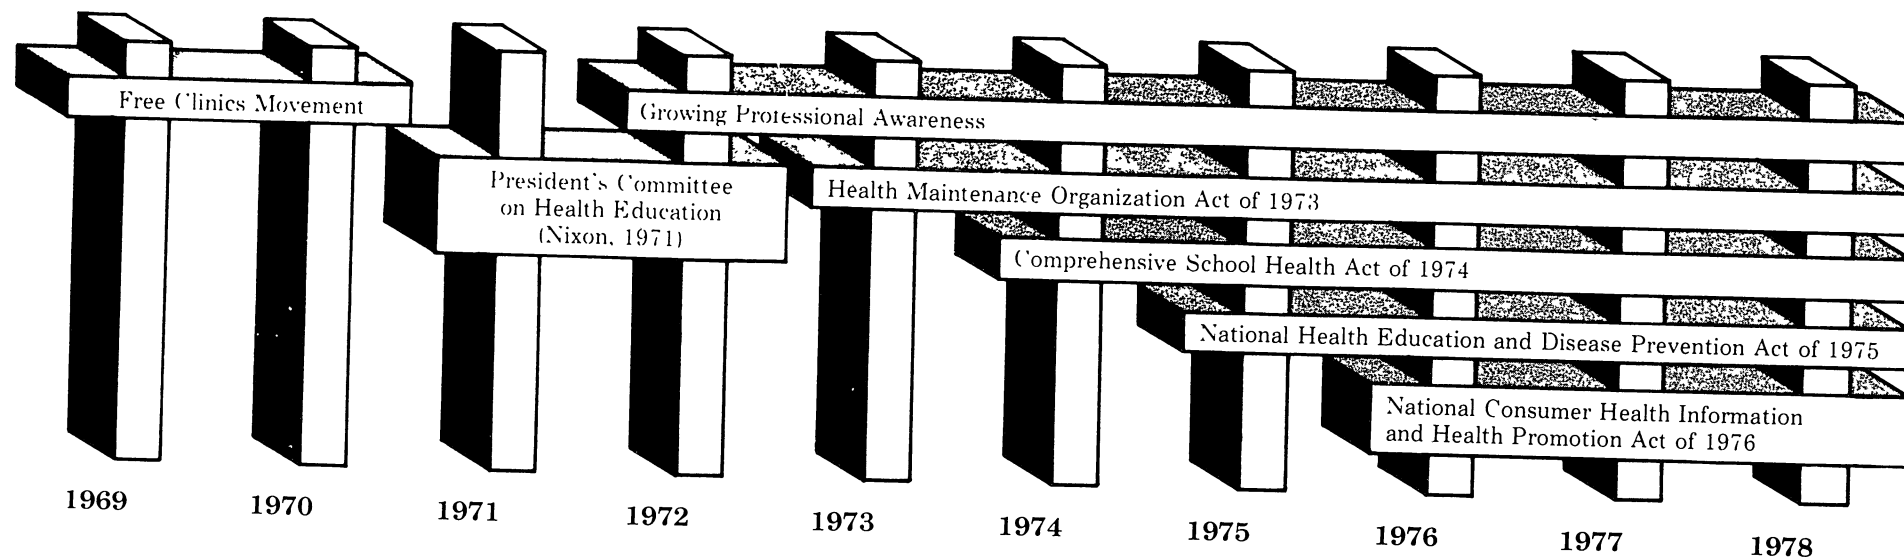 Free Clinics Movement
Growing Professional Awareness
President's Committee
on Health Education
(Nixon, 1971)
Health Maintenance Organization Act of 1973
Comprehensive School Health Act of 1974
National Health Education and Disease Prevention Act of 1975
National Consumer Health Information
and Health Promotion Act of 1976
1969 1970 1971 1972 1973 1974 1975 1976 1977 1978